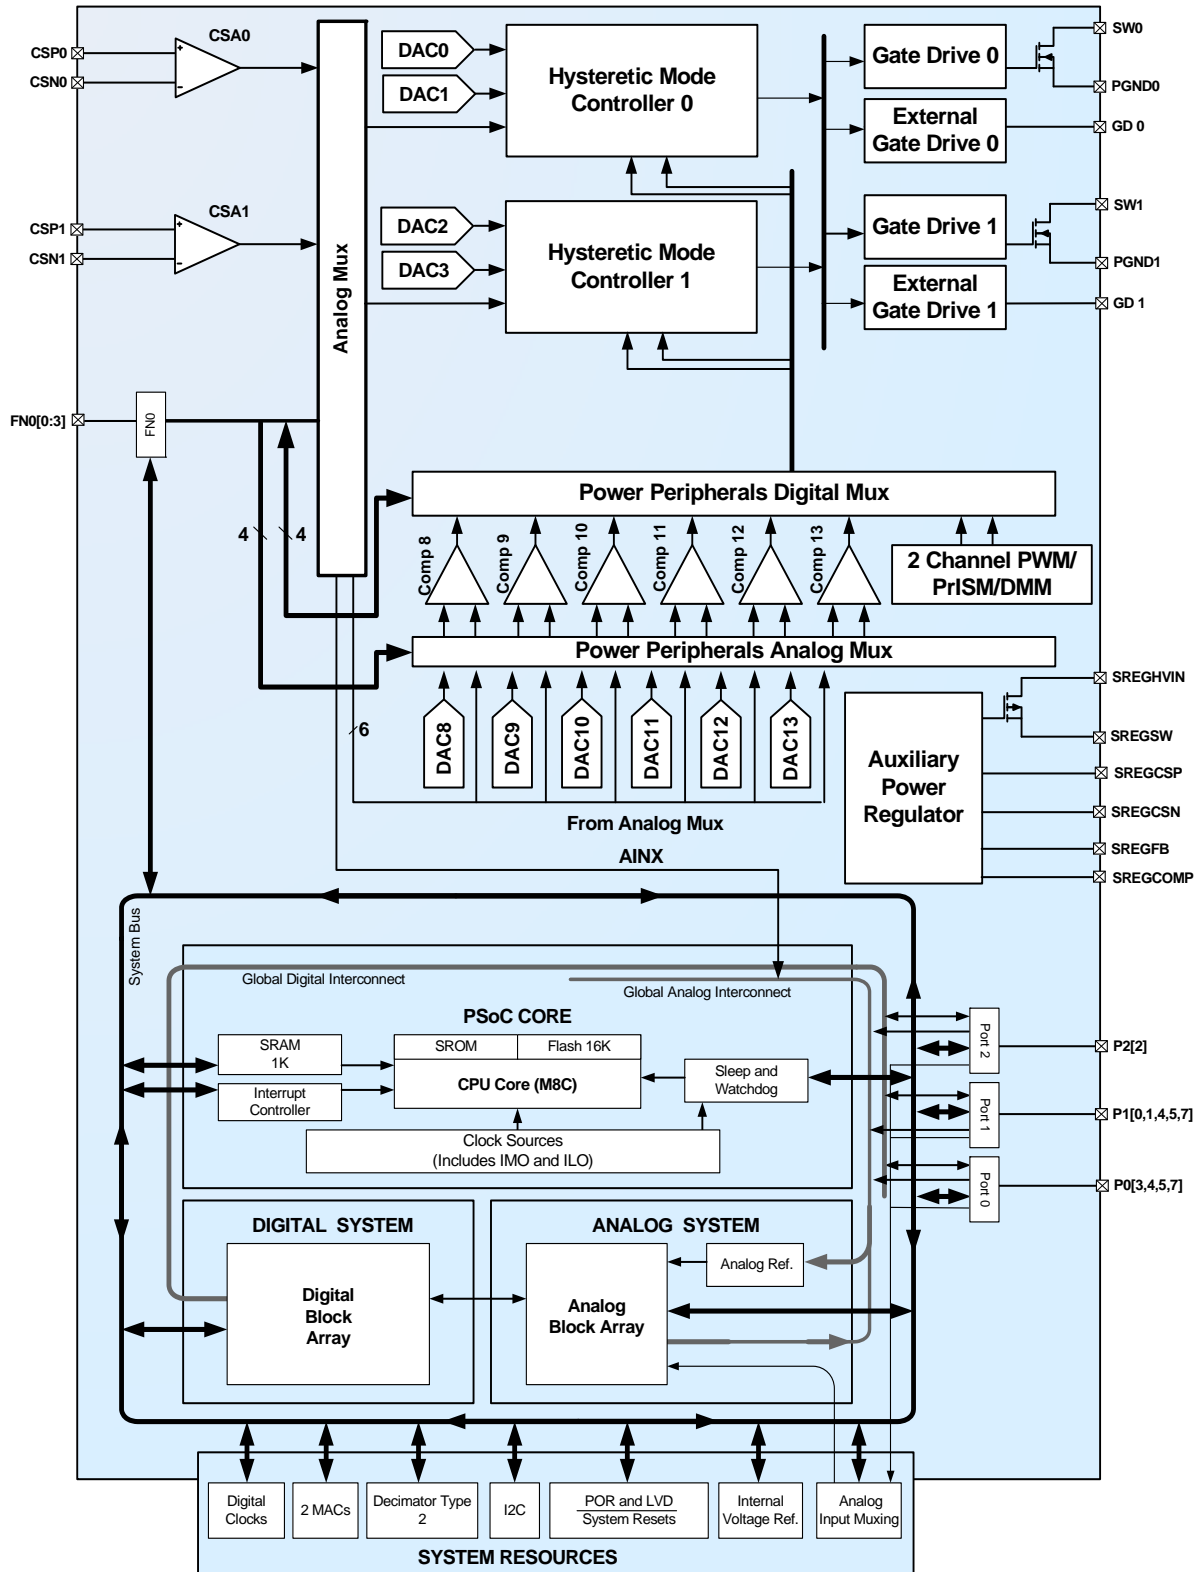 CSP0
CSN0
CSA0
CSP1
CSN1
CSA1
Analog Mux
DAC0
DAC1
Hysteretic Mode
Controller 0
DAC2
DAC3
Hysteretic Mode
Controller 1
Gate Drive 0
External
Gate Drive 0
Gate Drive 1
External
Gate Drive 1
SW0
PGND0
GD 0
SW1
PGND1
GD 1
FN0[0:3]
FN0
4
4
Power Peripherals Digital Mux
Comp 8
Comp 9
Comp 10
Comp 11
Comp 12
Comp 13
2 Channel PWM/
PrISM/DMM
Power Peripherals Analog Mux
6
DAC8
DAC9
DAC10
DAC11
DAC12
DAC13
From Analog Mux
AINX
Auxiliary
Power
Regulator
SREGHVIN
SREGSW
SREGCSP
SREGCSN
SREGFB
SREGCOMP
System Bus
Global Digital Interconnect
Global Analog Interconnect
PSoC CORE
SRAM
1K
Interrupt
Controller
SROM
Flash 16K
CPU Core (M8C)
Sleep and
Watchdog
Clock Sources
(Includes IMO and ILO)
Port 2
Port 1
Port 0
P2[2]
P1[0,1,4,5,7]
P0[3,4,5,7]
DIGITAL SYSTEM
Digital
Block
Array
ANALOG SYSTEM
Analog
Block Array
Analog Ref.
Digital
Clocks
2 MACs
Decimator Type
2
I2C
POR and LVD
System Resets
Internal
Voltage Ref.
Analog
Input Muxing
SYSTEM RESOURCES